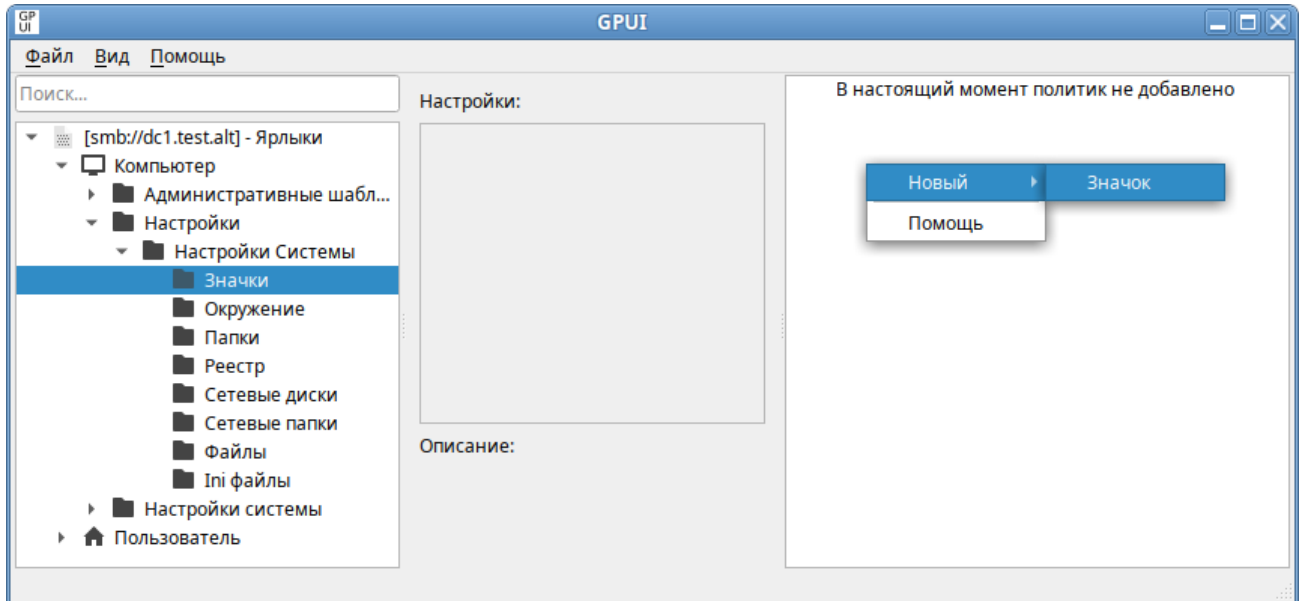 GP
UI
GPUI
Файл Вид Помощь
Поиск...
[smb://dc1.test.alt] - Ярлыки
Компьютер
Административные шабл...
Настройки
Настройки Системы
Значки
Окружение
Папки
Реестр
Сетевые диски
Сетевые папки
Файлы
Ini файлы
Настройки системы
Пользователь
Настройки:
Описание:
В настоящий момент политик не добавлено
Новый
Значок
Помощь